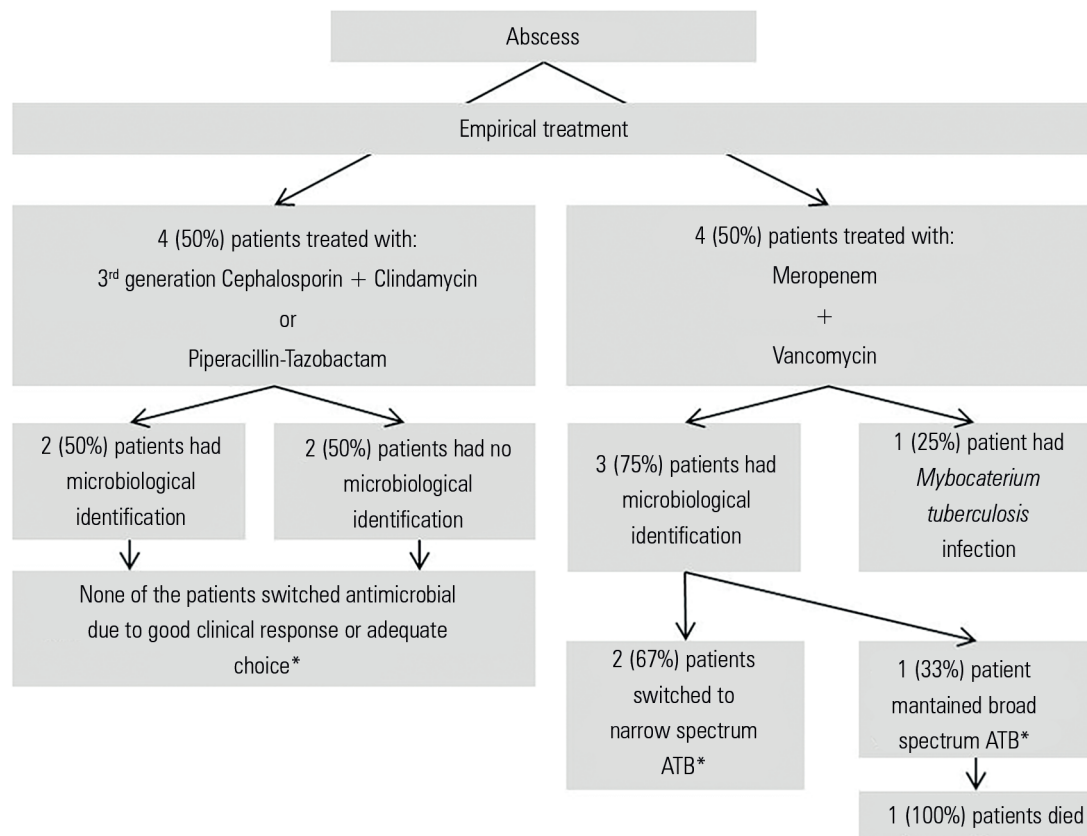 Abscess
Empirical treatment
4 (50%) patients treated with:
3rd generation Cephalosporin + Clindamycin
or
Piperacillin-Tazobactam
4 (50%) patients treated with:
Meropenem
+
Vancomycin
2 (50%) patients had
microbiological
identification
2 (50%) patients had no
microbiological
identification
3 (75%) patients had
microbiological
identification
1 (25%) patient had
Mybocaterium
tuberculosis
infection
None of the patients switched antimicrobial
due to good clinical response or adequate
choice*
2 (67%) patients
switched to
narrow spectrum
ATB*
1 (33%) patient
mantained broad
spectrum ATB*
1 (100%) patients died